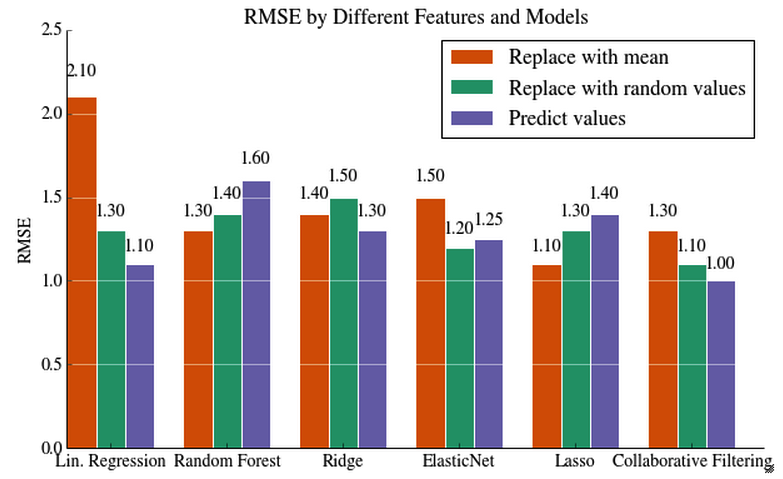 RMSE by Different Features and Models
2.5
2.0
1.5
1.0
0.5
0.0
RMSE
Replace with mean
Replace with random values
Predict values
2.10
1.30
1.10
1.30
1.40
1.60
1.40
1.50
1.30
1.50
1.20
1.25
1.10
1.30
1.40
1.30
1.10
1.00
Lin. Regression
Random Forest
Ridge
ElasticNet
Lasso
Collaborative Filtering